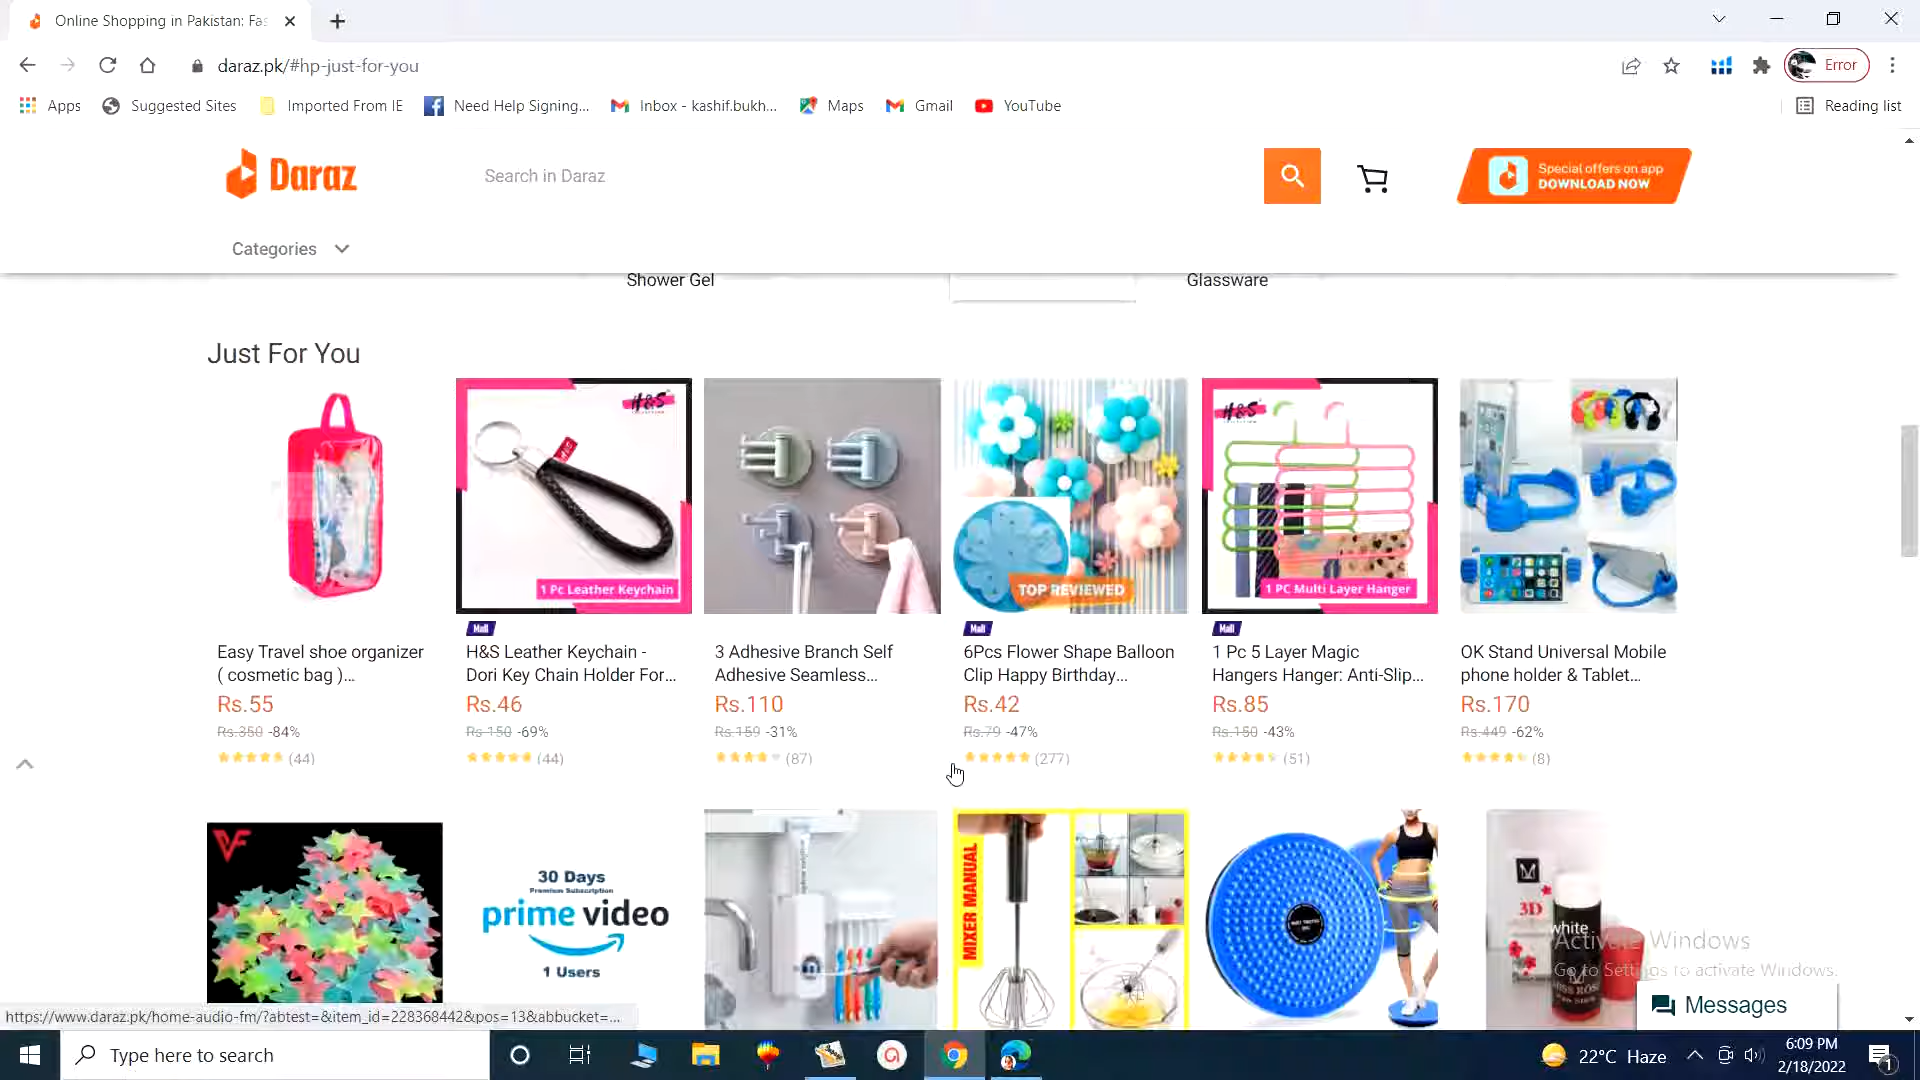 Online Shopping in Pakistan: Fas
daraz.pk/#hp-just-for-you
Error
Apps
Suggested Sites
Imported From IE
Need Help Signing...
Inbox - kashif.bukh...
Maps
Gmail
YouTube
Reading list
Daraz
Search in Daraz
Special offers on app
DOWNLOAD NOW
Categories
Shower Gel
Glassware
Just For You
H&S
1 Pc Leather Keychain
TOP REVIEWED
H&S
1 PC Multi Layer Hanger
Mall
Mall
Mall
Easy Travel shoe organizer
( cosmetic bag )...
Rs.55
Rs.350 -84%
(44)
H&S Leather Keychain -
Dori Key Chain Holder For...
Rs.46
Rs.150 -69%
(44)
3 Adhesive Branch Self
Adhesive Seamless...
Rs.110
Rs.159 -31%
(87)
6Pcs Flower Shape Balloon
Clip Happy Birthday...
Rs.42
Rs.79 -47%
(277)
1 Pc 5 Layer Magic
Hangers Hanger: Anti-Slip...
Rs.85
Rs.150 -43%
(51)
OK Stand Universal Mobile
phone holder & Tablet...
Rs.170
Rs.449 -62%
(8)
VF
30 Days
Premium Subscription
prime video
1 Users
MIXER MANUAL
3D
white
MISS ROSE
Activate Windows
Go to Settings to activate Windows.
Messages
https://www.daraz.pk/home-audio-fm/?abtest=&item_id=228368442&pos=13&abbucket=...
Type here to search
22°C Haze
6:09 PM
2/18/2022
1